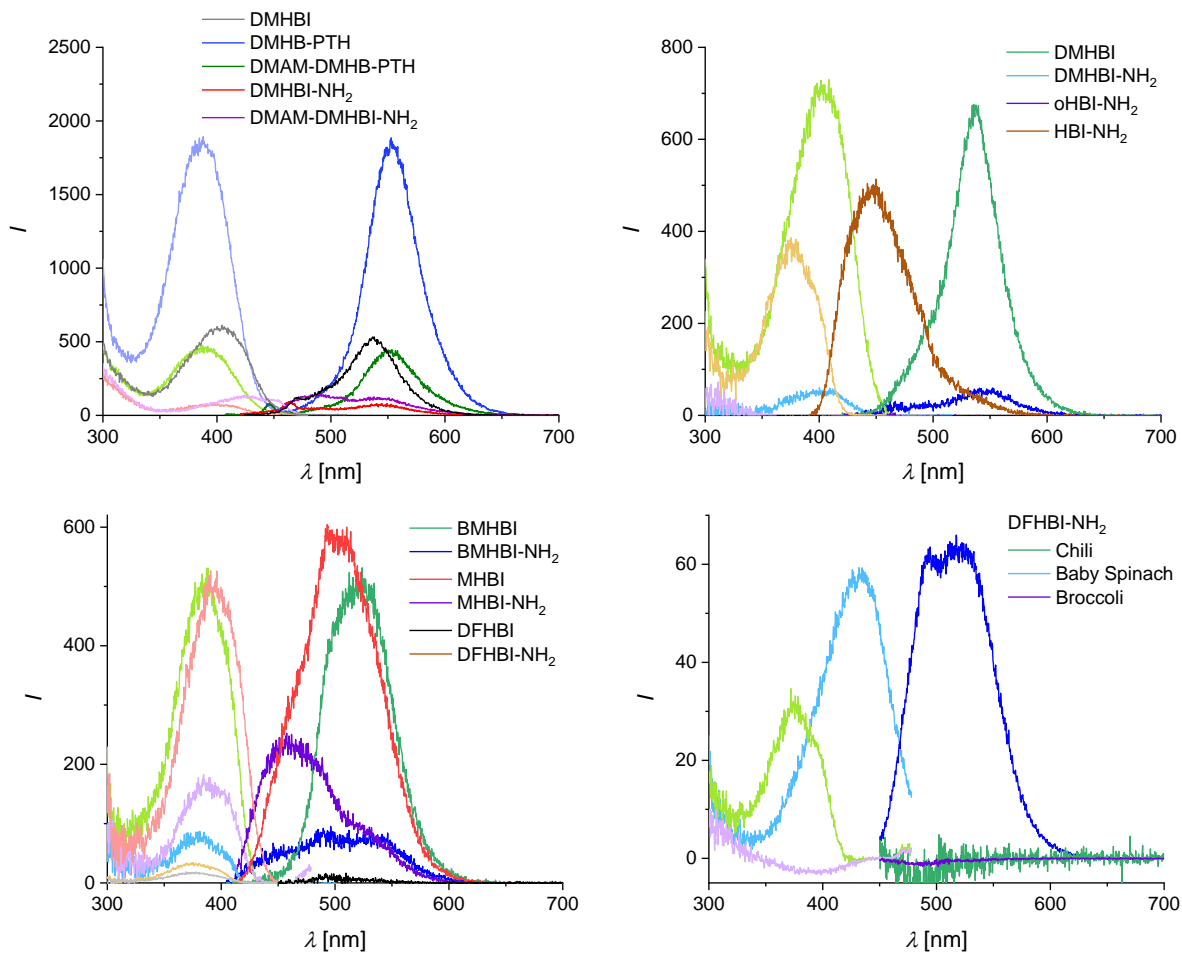 DMHBI
DMHB-PTH
DMAM-DMHB-PTH
DMHBI-NH₂
DMAM-DMHBI-NH₂
2500
2000
1500
1000
500
0
I
300 400 500 600 700
λ [nm]
DMHBI
DMHBI-NH₂
oHBI-NH₂
HBI-NH₂
800
600
400
200
0
I
300 400 500 600 700
λ [nm]
BMHBI
BMHBI-NH₂
MHBI
MHBI-NH₂
DFHBI
DFHBI-NH₂
600
400
200
0
I
300 400 500 600 700
λ [nm]
DFHBI-NH₂
Chili
Baby Spinach
Broccoli
60
40
20
0
I
300 400 500 600 700
λ [nm]